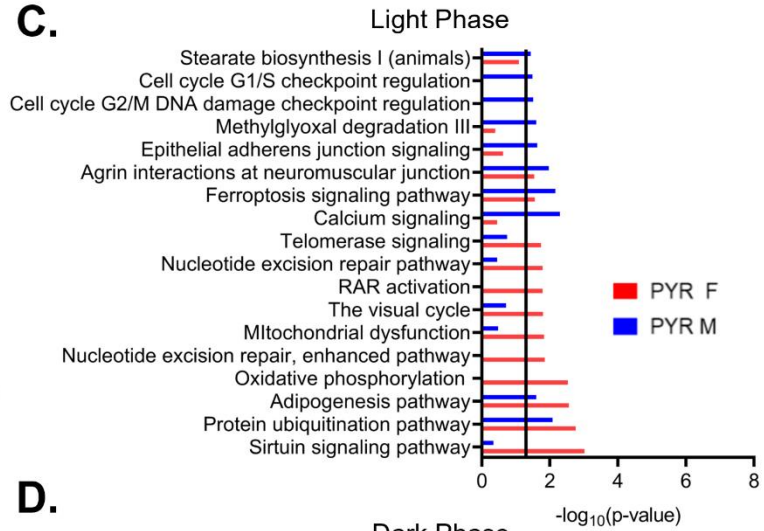 C.
Light Phase
Stearate biosynthesis I (animals)
Cell cycle G1/S checkpoint regulation
Cell cycle G2/M DNA damage checkpoint regulation
Methylglyoxal degradation III
Epithelial adherens junction signaling
Agrin interactions at neuromuscular junction
Ferroptosis signaling pathway
Calcium signaling
Telomerase signaling
Nucleotide excision repair pathway
RAR activation
The visual cycle
MItochondrial dysfunction
Nucleotide excision repair, enhanced pathway
Oxidative phosphorylation
Adipogenesis pathway
Protein ubiquitination pathway
Sirtuin signaling pathway
PYR F
PYR M
0 2 4 6 8
-log10(p-value)
D.
Dark Phase